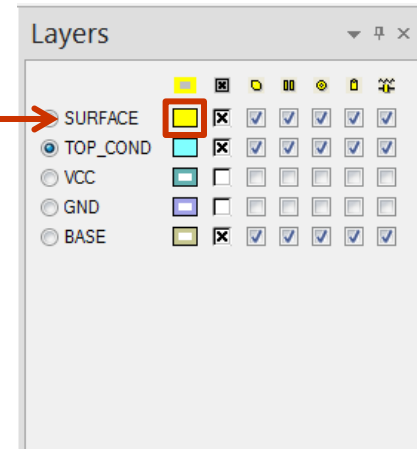 Layers
SURFACE
TOP_COND
VCC
GND
BASE